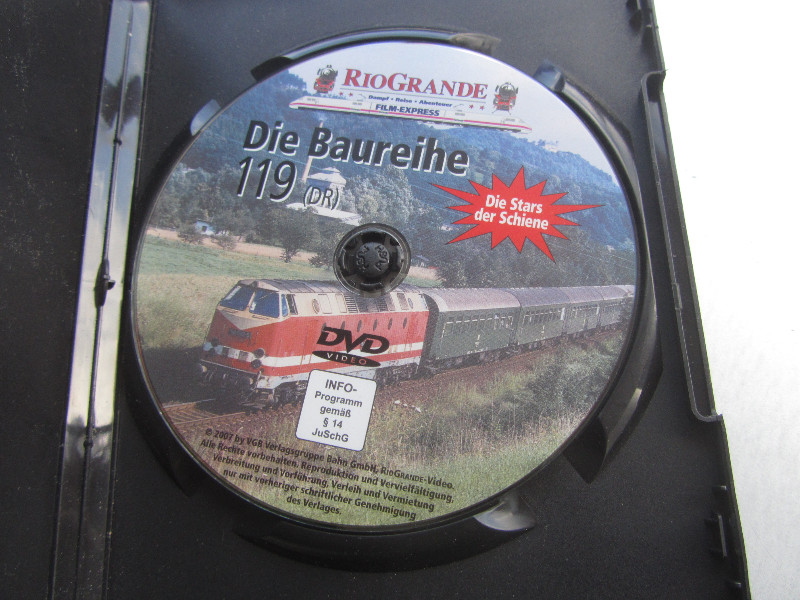 RIOGRANDE
Dampf • Reise • Abenteuer
FILM-EXPRESS
Die Baureihe
119 (DR)
Die Stars
der Schiene
DVD
VIDEO
INFO-
Programm
gemäß
§ 14
JuSchG
© 2007 by VGB Verlagsgruppe Bahn GmbH, RIOGRANDE-Video.
Alle Rechte vorbehalten. Reproduktion und Vervielfältigung,
Verbreitung und Vorführung, Verleih und Vermietung
nur mit vorheriger schriftlicher Genehmigung
des Verlages.